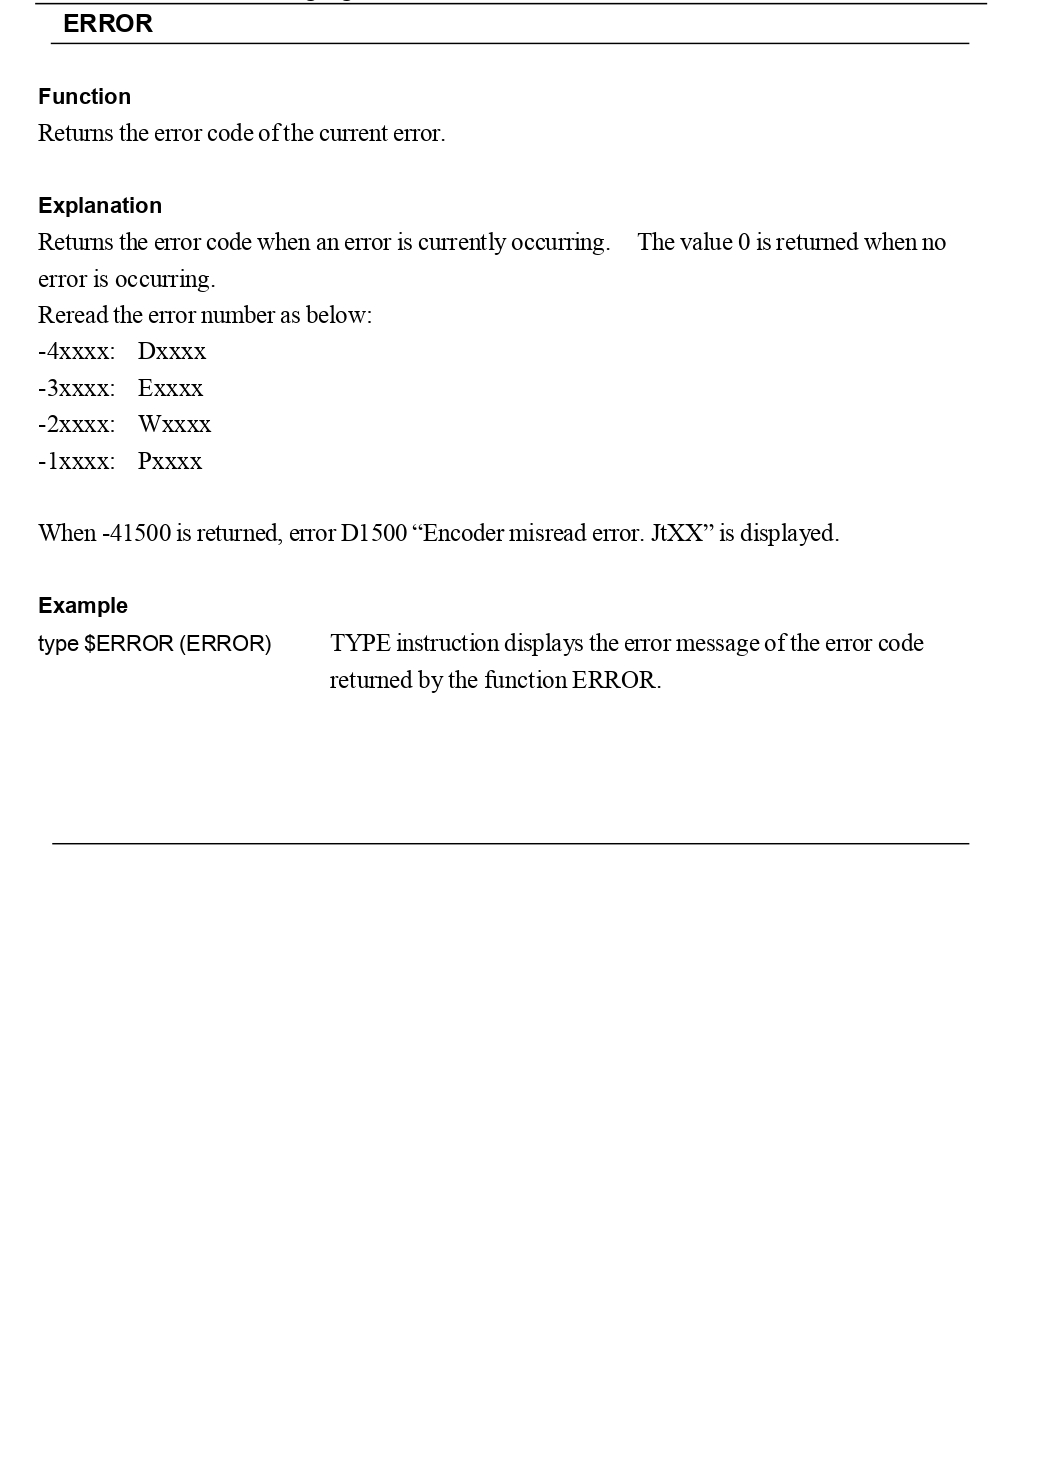 ERROR
Function
Returns the error code of the current error.
Explanation
Returns the error code when an error is currently occurring. The value 0 is returned when no
error is occurring.
Reread the error number as below:
-4xxxx: Dxxxx
-3xxxx: Exxxx
-2xxxx: Wxxxx
-1xxxx: Pxxxx
When -41500 is returned, error D1500 “Encoder misread error. JtXX” is displayed.
Example
type $ERROR (ERROR) TYPE instruction displays the error message of the error code
returned by the function ERROR.